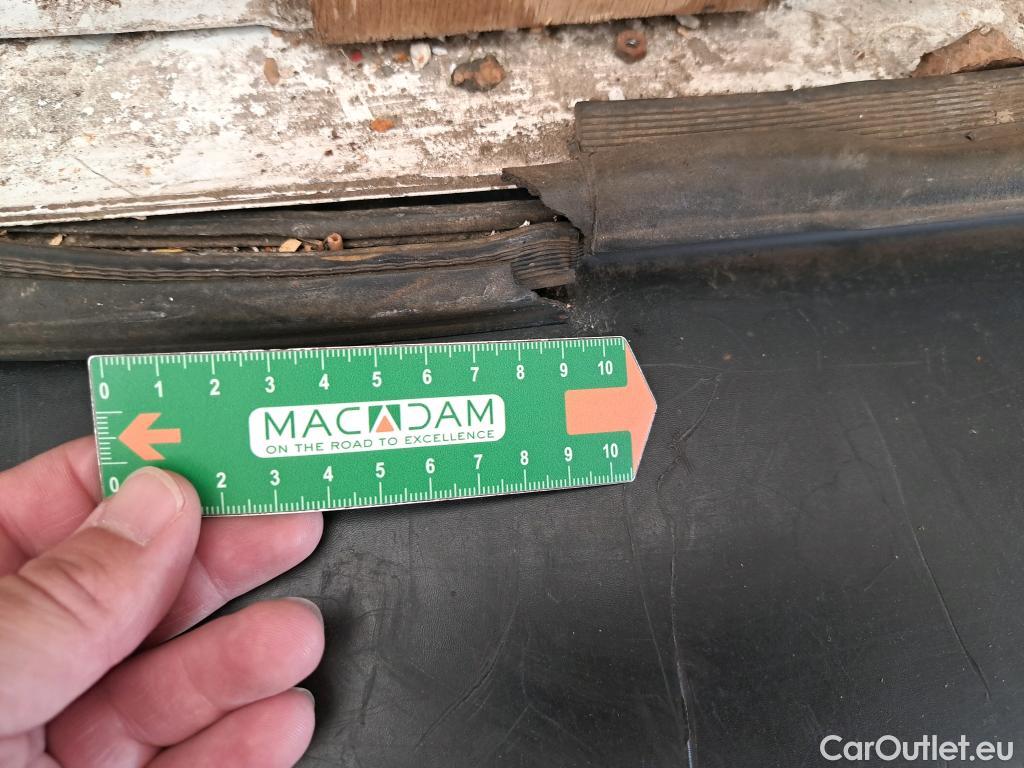 0 1 2 3 4 5 6 7 8 9 10
MACADAM
ON THE ROAD TO EXCELLENCE
0 2 3 4 5 6 7 8 9 10
CarOutlet.eu